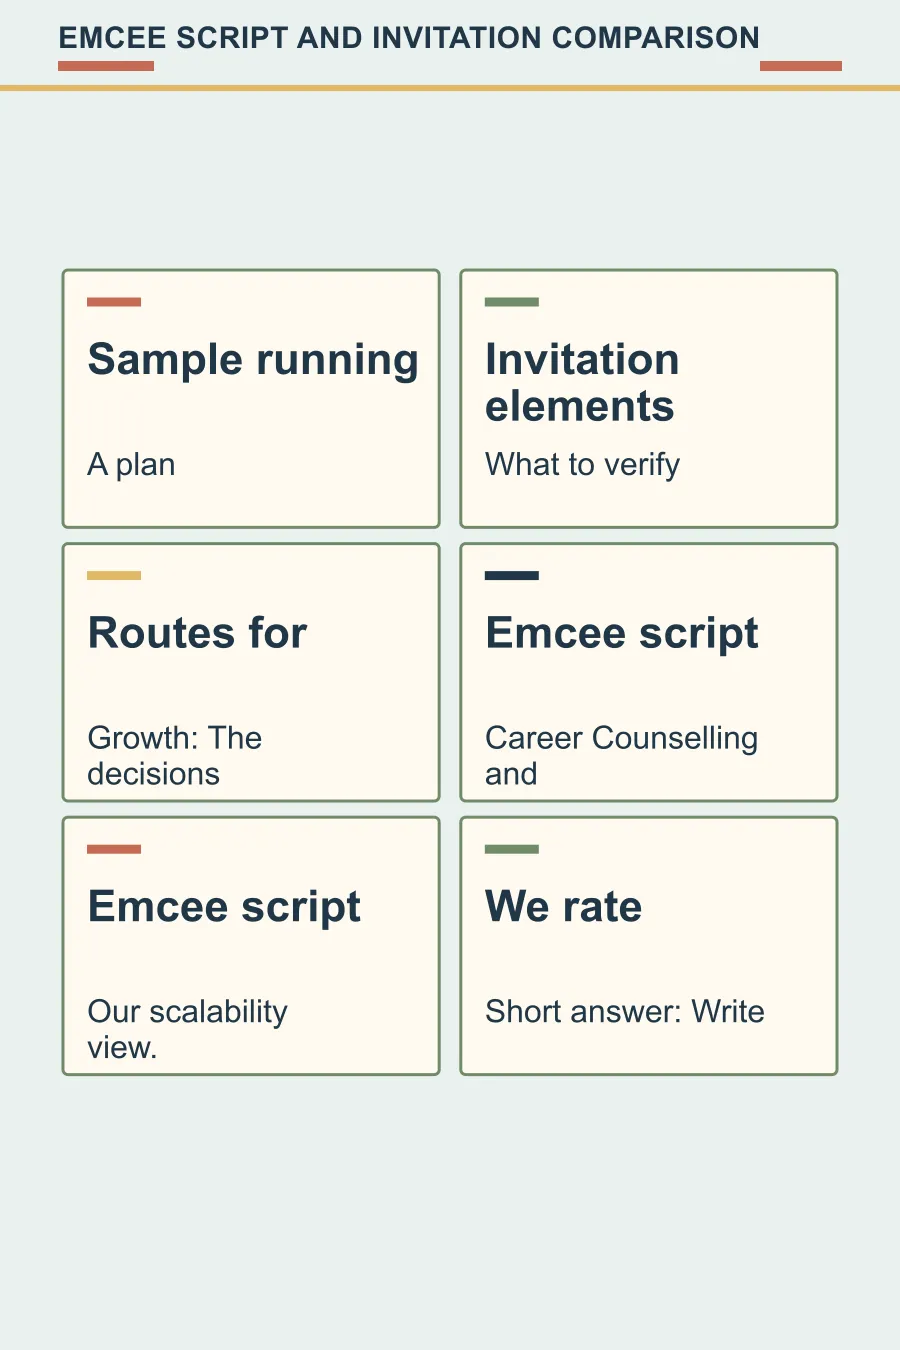 EMCEE SCRIPT AND INVITATION COMPARISON
Sample running
A plan
Invitation
elements
What to verify
Routes for
Growth: The
decisions
Emcee script
Career Counselling
and
Emcee script
Our scalability
view.
We rate
Short answer: Write